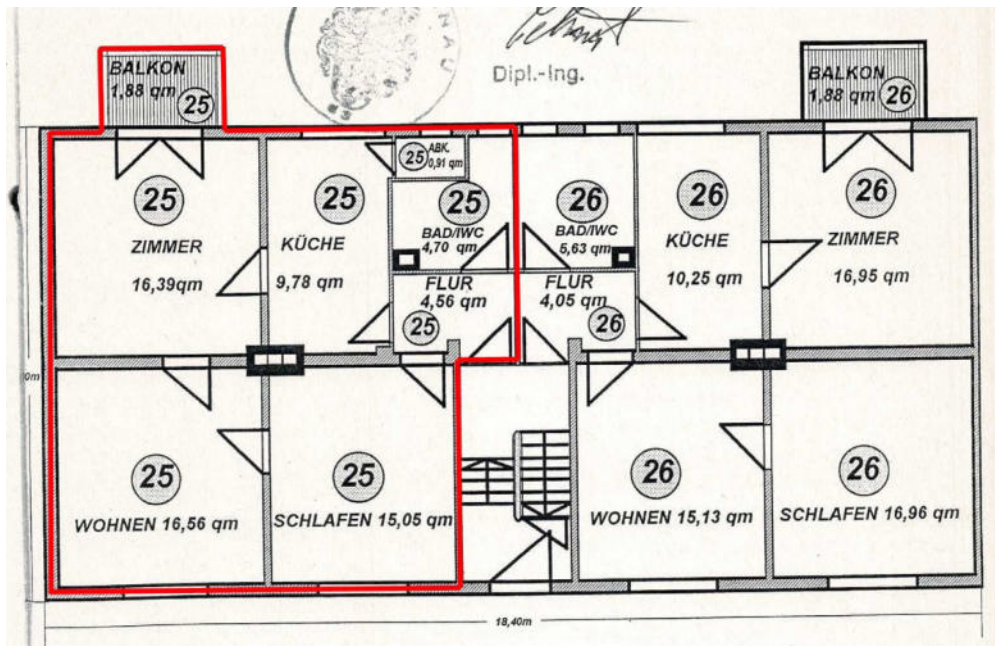 NAU
Dipl.-Ing.
BALKON
1,88 qm
25
BALKON
1,88 qm
26
25
ZIMMER
16,39qm
25
KÜCHE
9,78 qm
25
ABK.
0,91 qm
25
BAD/WC
4,70 qm
FLUR
4,56 qm
25
26
BAD/WC
5,63qm
FLUR
4,05 qm
26
KÜCHE
10,25 qm
26
ZIMMER
16,95 qm
25
WOHNEN 16,56 qm
25
SCHLAFEN 15,05 qm
26
WOHNEN 15,13 qm
26
SCHLAFEN 16,96 qm
0m
18,40m